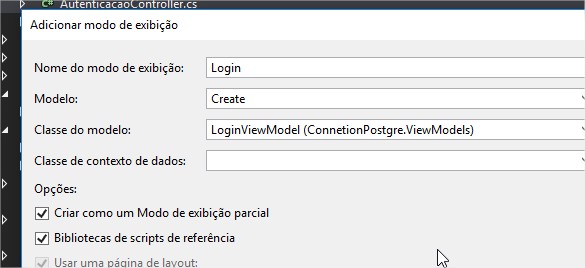 C# AutenticacaoController.cs
Adicionar modo de exibição
Nome do modo de exibição: Login
Modelo: Create
Classe do modelo: LoginViewModel (ConnetionPostgre.ViewModels)
Classe de contexto de dados:
Opções:
Criar como um Modo de exibição parcial
Bibliotecas de scripts de referência
Usar uma página de layout: